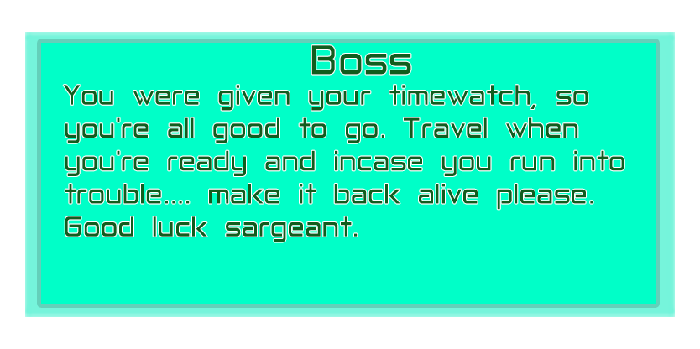 Boss
You were given your timewatch, so
you're all good to go. Travel when
you're ready and incase you run into
trouble.... make it back alive please.
Good luck sargeant.